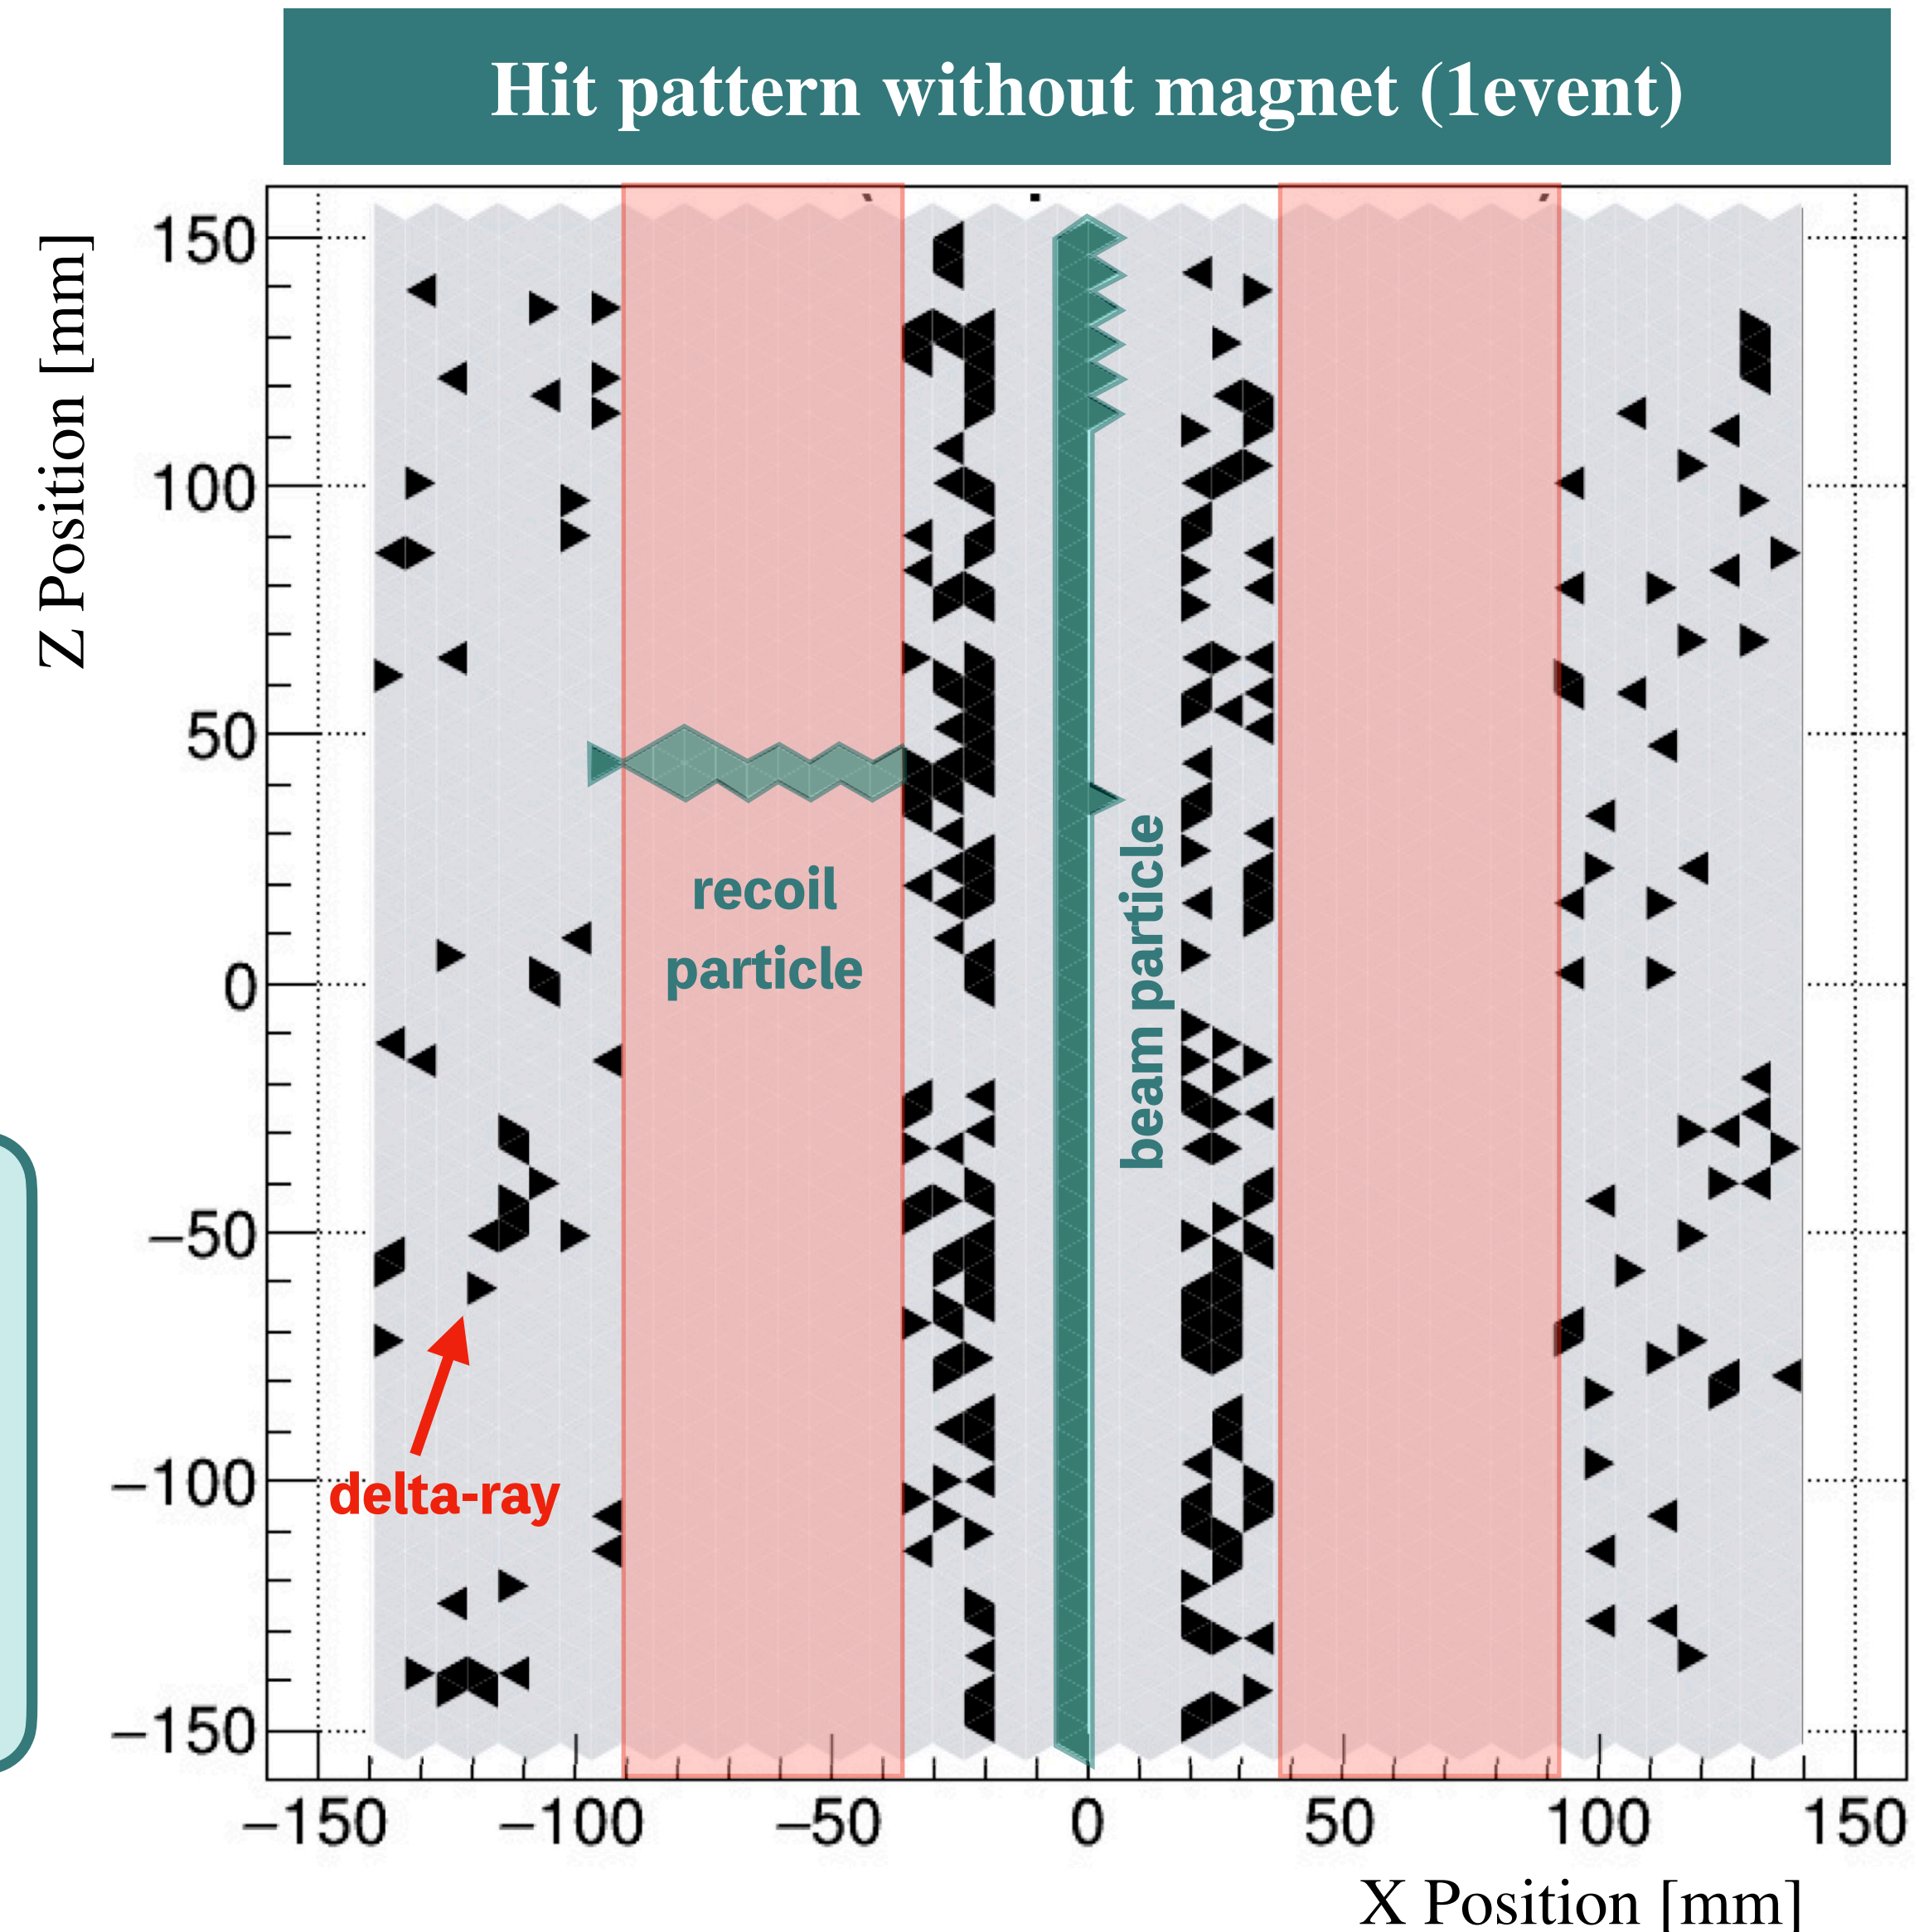 Hit pattern without magnet (1event)
Z Position [mm]
150
100
50
0
−50
−100
−150
recoil
particle
beam particle
delta-ray
−150 −100 −50 0 50 100 150
X Position [mm]